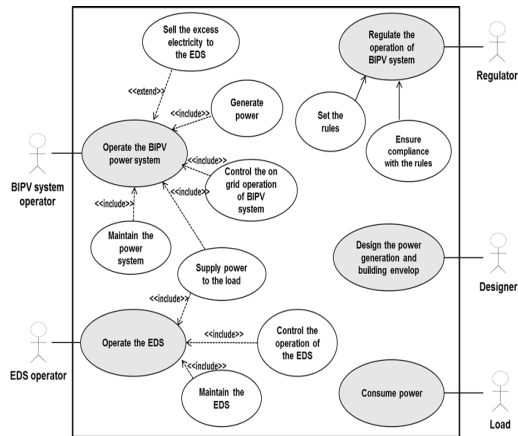 Sell the excess
electricity to
the EDS
Regulate the
operation of
BIPV system
Regulator
<<extend>>
Generate
power
<<include>>
Set the
rules
Ensure
compliance
with the rules
Operate the BIPV
power system
<<include>>
Control the on
grid operation
of BIPV
system
<<include>>
BIPV system
operator
<<include>>
Maintain the
power
system
Supply power
to the load
Design the power
generation and
building envelop
Designer
<<include>>
Operate the EDS
<<include>>
Control the
operation of
the EDS
EDS operator
<<include>>
Maintain the
EDS
Consume power
Load